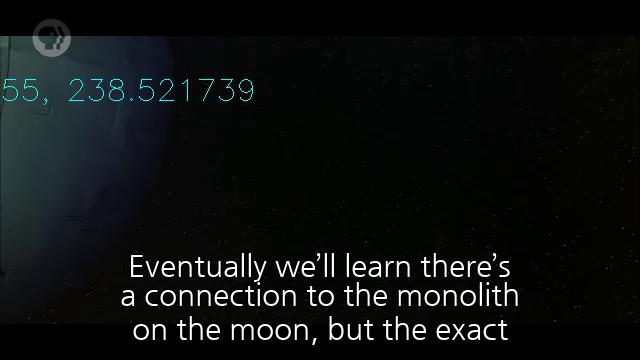 55, 238.521739
Eventually we’ll learn there’s
a connection to the monolith
on the moon, but the exact